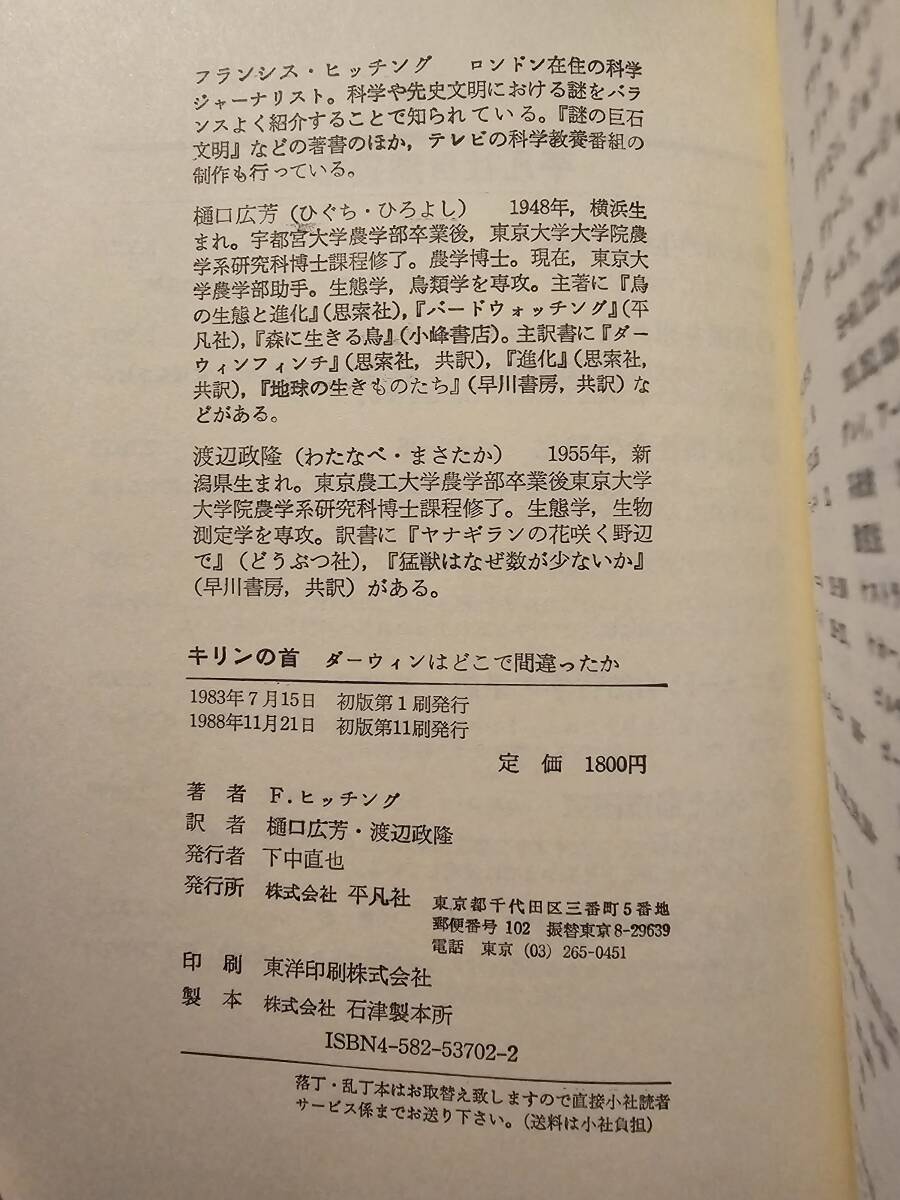 フランシス・ヒッチング　ロンドン在住の科学
ジャーナリスト。科学や先史文明における謎をバラ
ンスよく紹介することで知られている。『謎の巨石
文明』などの著書のほか，テレビの科学教養番組の
制作も行っている。
樋口広芳（ひぐち・ひろよし）　1948年，横浜生
まれ。宇都宮大学農学部卒業後，東京大学大学院農
学系研究科博士課程修了。農学博士。現在，東京大
学農学部助手。生態学，鳥類学を専攻。主著に『鳥
の生態と進化』（思索社），『バードウォッチング』（平
凡社），『森に生きる鳥』（小峰書店）。主訳書に『ダー
ウィンフィンチ』（思索社，共訳），『進化』（思索社，
共訳），『地球の生きものたち』（早川書房，共訳）な
どがある。
渡辺政隆（わたなべ・まさたか）　1955年，新
潟県生まれ。東京農工大学農学部卒業後東京大学
大学院農学系研究科博士課程修了。生態学，生物
測定学を専攻。訳書に『ヤナギランの花咲く野辺
で』（どうぶつ社），『猛獣はなぜ数が少ないか』
（早川書房，共訳）がある。
キリンの首　ダーウィンはどこで間違ったか
1983年7月15日　初版第1刷発行
1988年11月21日　初版第11刷発行
定価　1800円
著者　F.ヒッチング
訳者　樋口広芳・渡辺政隆
発行者　下中直也
発行所　株式会社 平凡社
東京都千代田区三番町5番地
郵便番号 102　振替東京8-29639
電話　東京 (03) 265-0451
印刷　東洋印刷株式会社
製本　株式会社 石津製本所
ISBN4-582-53702-2
落丁・乱丁本はお取替え致しますので直接小社読者
サービス係までお送り下さい。（送料は小社負担）